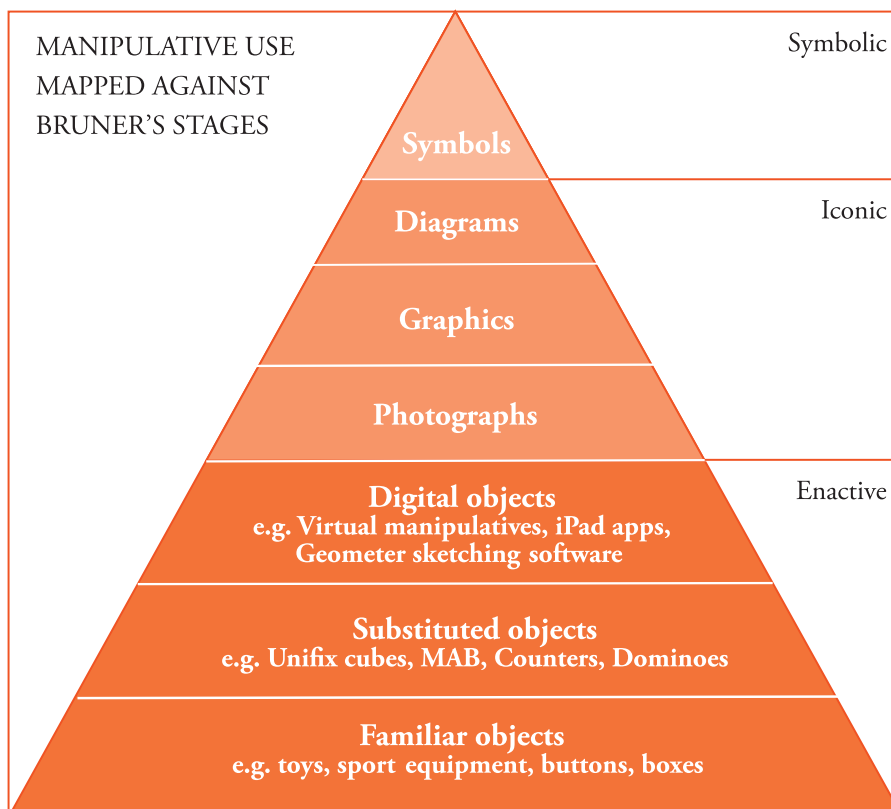 MANIPULATIVE USE
MAPPED AGAINST
BRUNER'S STAGES
Symbolic
Symbols
Iconic
Diagrams
Graphics
Photographs
Enactive
Digital objects
e.g. Virtual manipulatives, iPad apps,
Geometer sketching software
Substituted objects
e.g. Unifix cubes, MAB, Counters, Dominoes
Familiar objects
e.g. toys, sport equipment, buttons, boxes